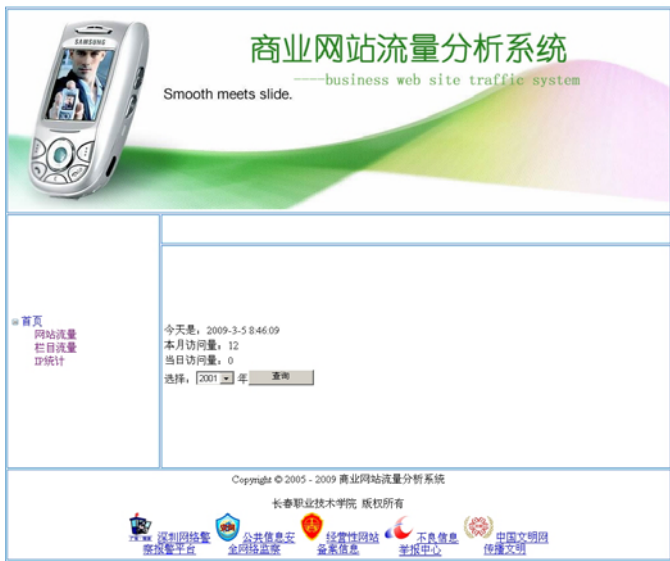 SAMSUNG
商业网站流量分析系统
----business web site traffic system
Smooth meets slide.
首页
网站流量
栏目流量
IP统计
今天是：2009-3-5 8:46:09
本月访问量：12
当日访问量：0
选择：2001 年 查询
Copyright © 2005 - 2009 商业网站流量分析系统
长春职业技术学院 版权所有
深圳网络警 公共信息安 经营性网站 不良信息 中国文明网
察报警平台 全网络监察 备案信息 举报中心 传播文明